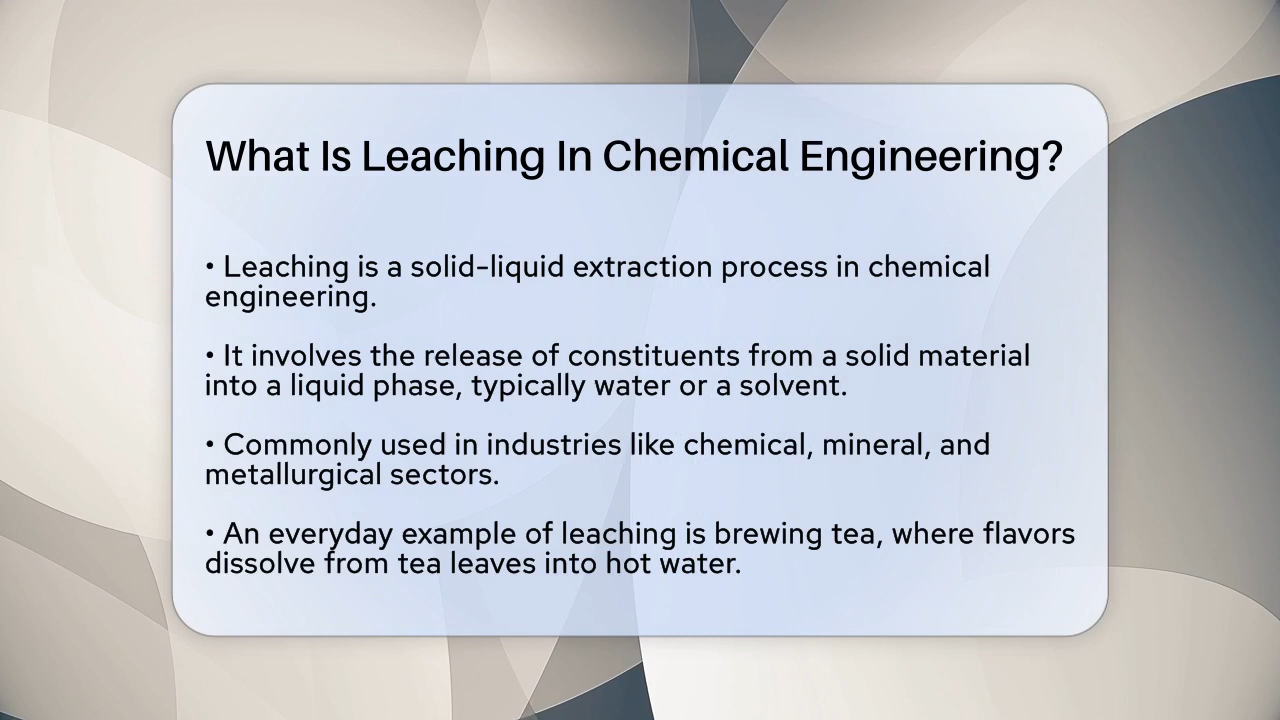 What Is Leaching In Chemical Engineering?
• Leaching is a solid-liquid extraction process in chemical
engineering.
• It involves the release of constituents from a solid material
into a liquid phase, typically water or a solvent.
• Commonly used in industries like chemical, mineral, and
metallurgical sectors.
• An everyday example of leaching is brewing tea, where flavors
dissolve from tea leaves into hot water.